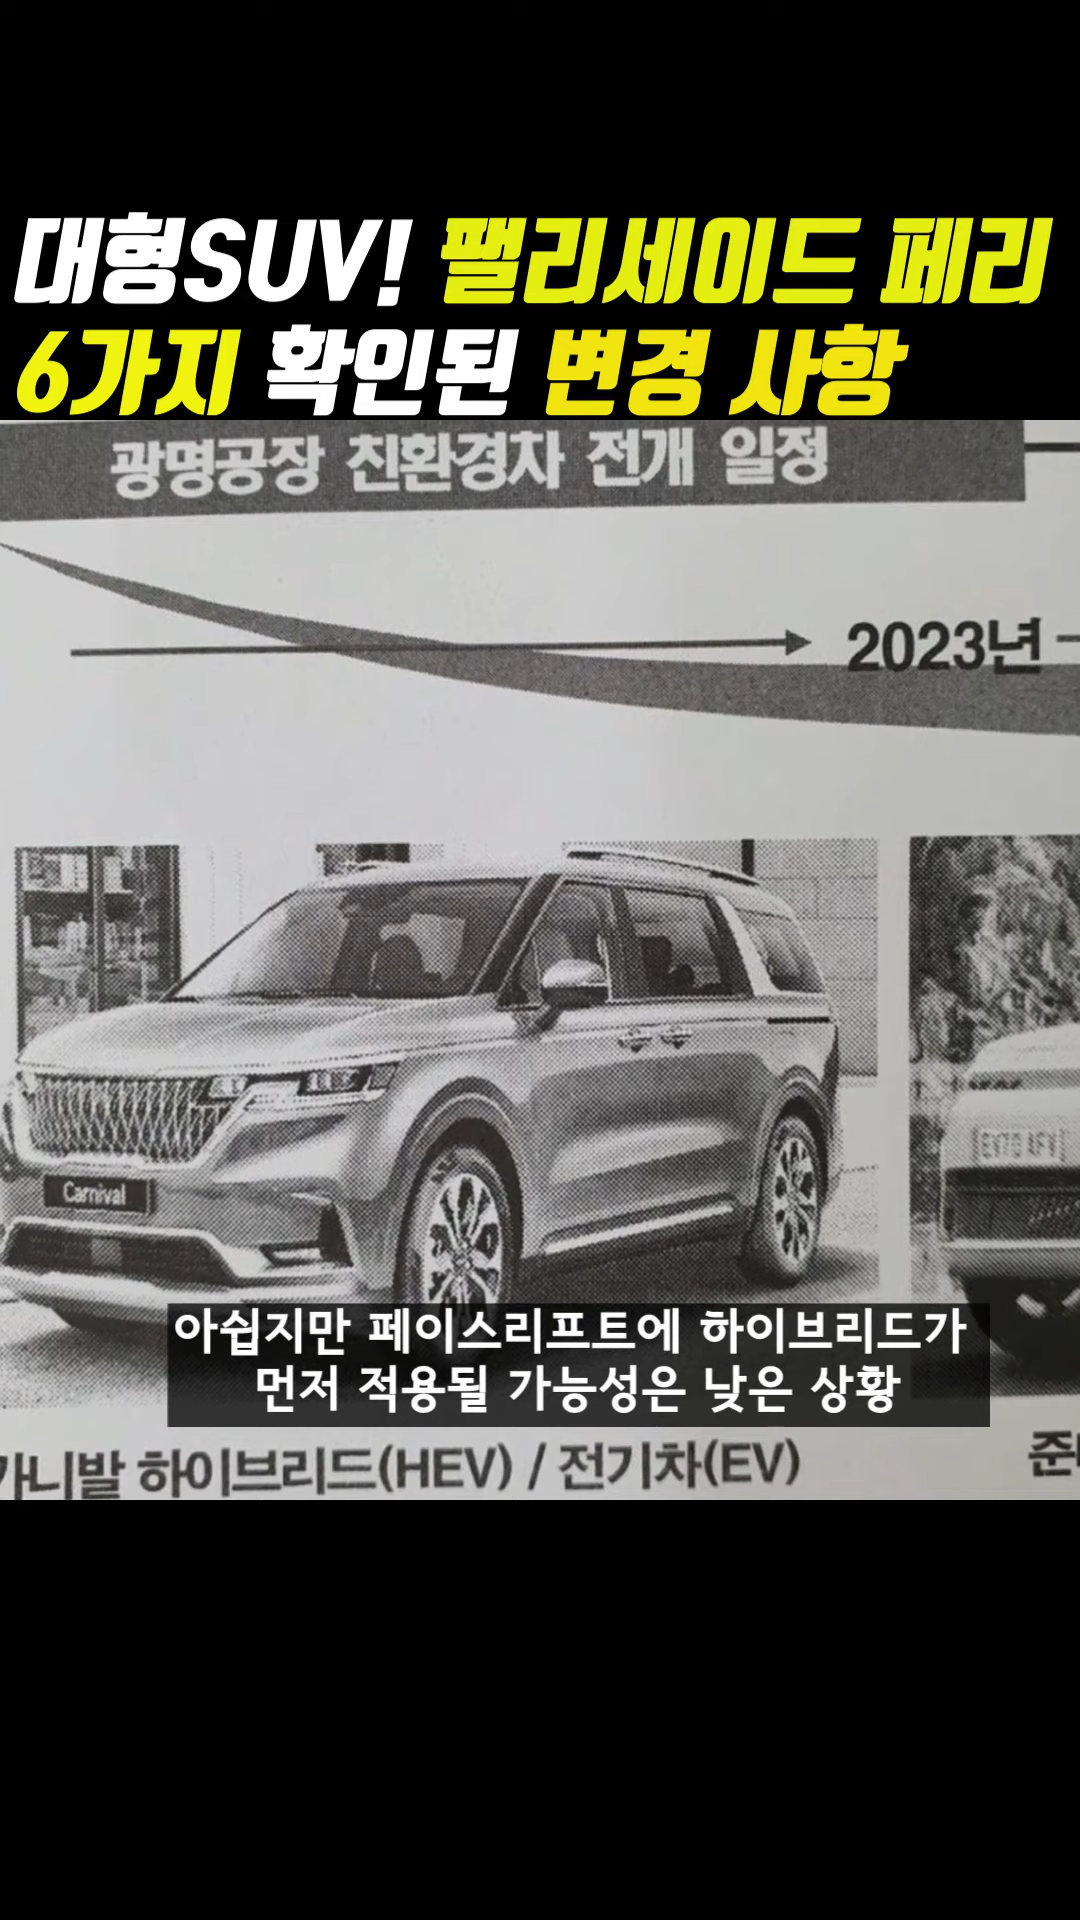 대형SUV! 팰리세이드 페리
6가지 확인된 변경 사항
광명공장 친환경차 전개 일정
2023년
Carnival
EV70 AFV
아쉽지만 페이스리프트에 하이브리드가
먼저 적용될 가능성은 낮은 상황
카니발 하이브리드(HEV) / 전기차(EV)